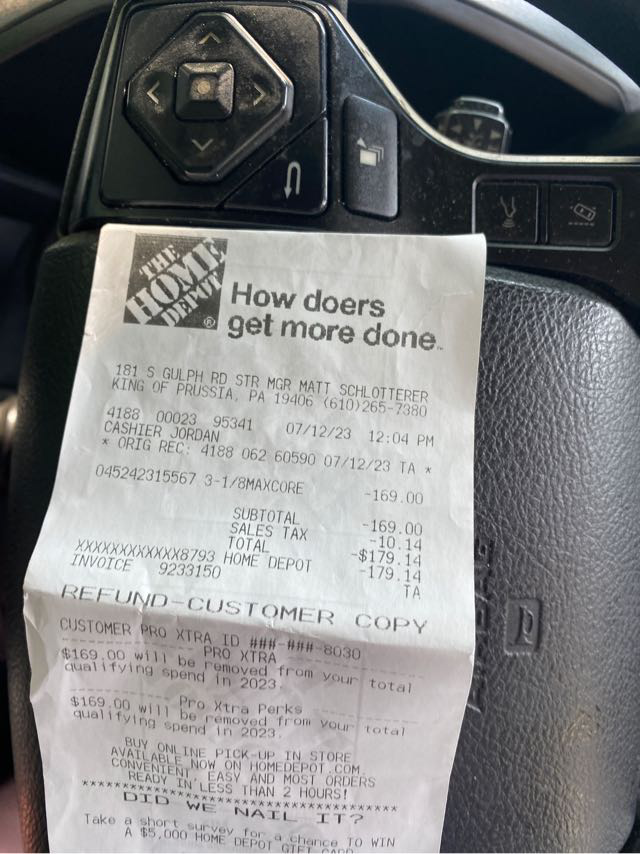 THE
HOME
DEPOT
®
How doers
get more done™
181 S GULPH RD STR MGR MATT SCHLOTTERER
KING OF PRUSSIA, PA 19406 (610)265-7380
4188 00023 95341 07/12/23 12:04 PM
CASHIER JORDAN
* ORIG REC: 4188 062 60590 07/12/23 TA *
045242315567 3-1/8MAXCORE -169.00
SUBTOTAL -169.00
SALES TAX -10.14
TOTAL -$179.14
XXXXXXXXXXXX8793 HOME DEPOT -179.14
INVOICE 9233150 TA
REFUND-CUSTOMER COPY
CUSTOMER PRO XTRA ID ###-###-8030
PRO XTRA
$169.00 will be removed from your total
qualifying spend in 2023.
Pro Xtra Perks
$169.00 will be removed from your total
qualifying spend in 2023.
BUY ONLINE PICK-UP IN STORE
AVAILABLE NOW ON HOMEDEPOT.COM.
CONVENIENT, EASY AND MOST ORDERS
READY IN LESS THAN 2 HOURS!
****************************************
DID WE NAIL IT?
Take a short survey for a chance TO WIN
A $5,000 HOME DEPOT GIFT CARD